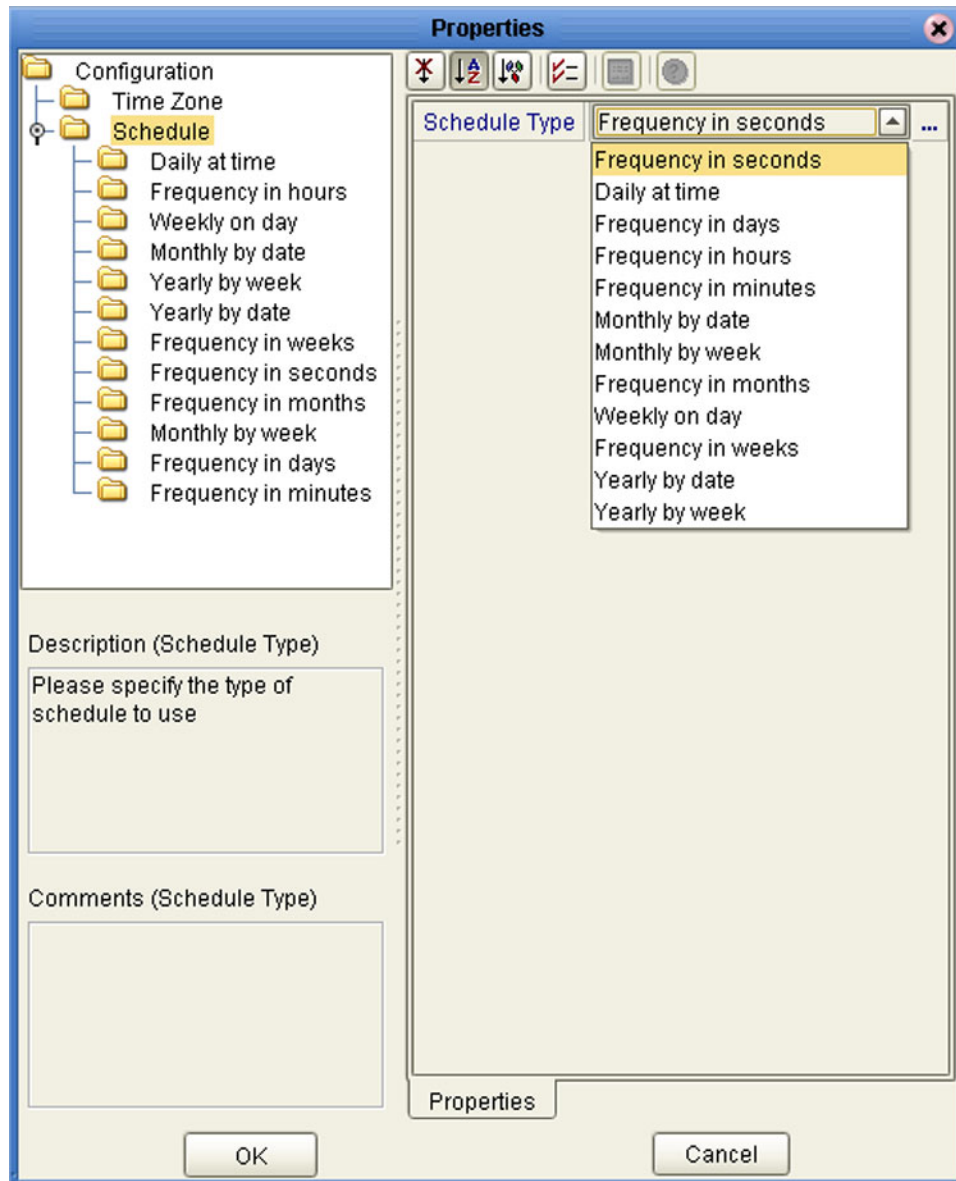 Properties
Configuration
Time Zone
Schedule
Daily at time
Frequency in hours
Weekly on day
Monthly by date
Yearly by week
Yearly by date
Frequency in weeks
Frequency in seconds
Frequency in months
Monthly by week
Frequency in days
Frequency in minutes
Description (Schedule Type)
Please specify the type of
schedule to use
Comments (Schedule Type)
OK
A
Z
?
Schedule Type
Frequency in seconds
...
Frequency in seconds
Daily at time
Frequency in days
Frequency in hours
Frequency in minutes
Monthly by date
Monthly by week
Frequency in months
Weekly on day
Frequency in weeks
Yearly by date
Yearly by week
Properties
Cancel